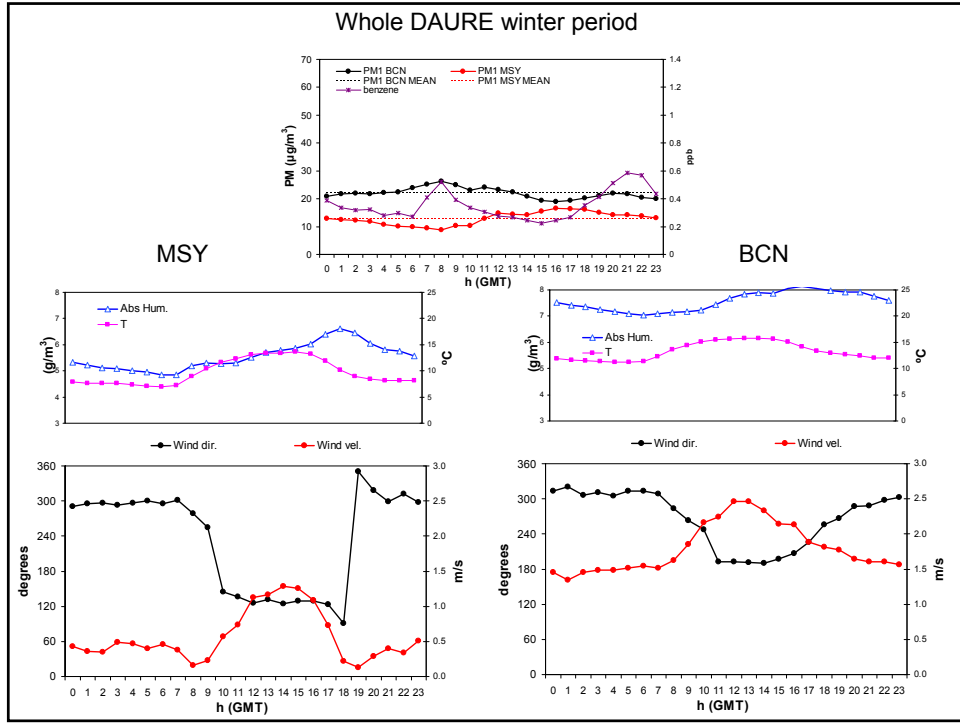 Whole DAURE winter period
PM1 BCN PM1 MSY
PM1 BCN MEAN PM1 MSY MEAN
benzene
70
60
50
40
30
20
10
0
PM (µg/m³)
1.4
1.2
1
0.8
0.6
0.4
0.2
0
ppb
0 1 2 3 4 5 6 7 8 9 10 11 12 13 14 15 16 17 18 19 20 21 22 23
h (GMT)
MSY
BCN
8
7
6
5
4
3
(g/m³)
Abs Hum.
T
25
20
15
10
5
0
ºC
8
7
6
5
4
3
(g/m³)
Abs Hum.
T
25
20
15
10
5
0
ºC
Wind dir. Wind vel.
360
300
240
180
120
60
0
degrees
3.0
2.5
2.0
1.5
1.0
0.5
0.0
m/s
0 1 2 3 4 5 6 7 8 9 10 11 12 13 14 15 16 17 18 19 20 21 22 23
h (GMT)
Wind dir. Wind vel.
360
300
240
180
120
60
0
degrees
3.0
2.5
2.0
1.5
1.0
0.5
0.0
m/s
0 1 2 3 4 5 6 7 8 9 10 11 12 13 14 15 16 17 18 19 20 21 22 23
h (GMT)